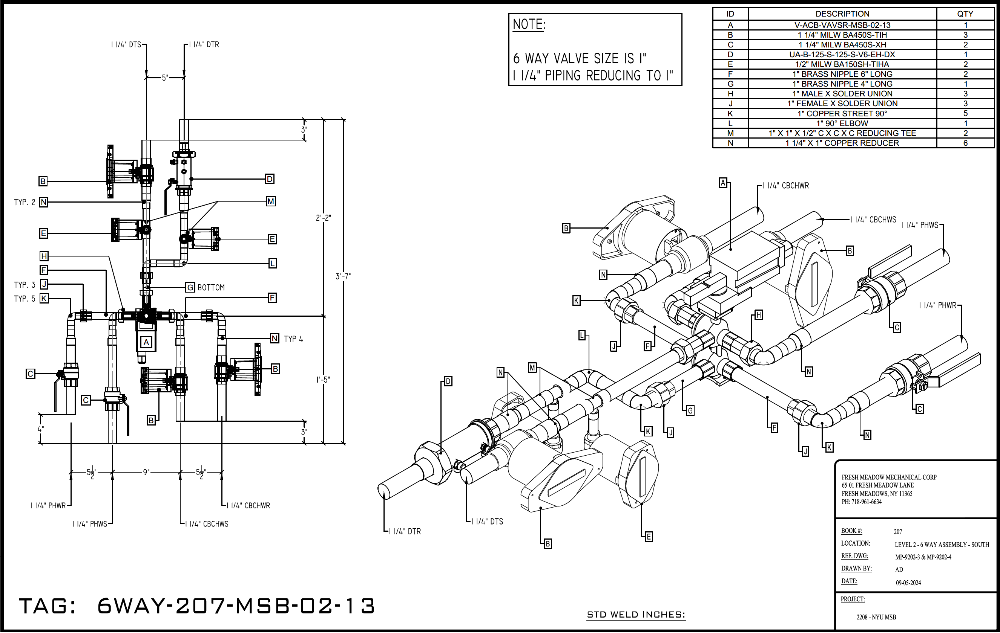 NOTE:
6 WAY VALVE SIZE IS 1"
1 1/4" PIPING REDUCING TO 1"
ID DESCRIPTION QTY
A V-ACB-VAVSR-MSB-02-13 1
B 1 1/4" MILW BA450S-TIH 3
C 1 1/4" MILW BA450S-XH 2
D UA-B-125-S-125-S-V6-EH-DX 1
E 1/2" MILW BA150SH-TIHA 2
F 1" BRASS NIPPLE 6" LONG 2
G 1" BRASS NIPPLE 4" LONG 1
H 1" MALE X SOLDER UNION 3
J 1" FEMALE X SOLDER UNION 3
K 1" COPPER STREET 90° 5
L 1" 90° ELBOW 1
M 1" X 1" X 1/2" C X C X C REDUCING TEE 2
N 1 1/4" X 1" COPPER REDUCER 6
1 1/4" DTS
1 1/4" DTR
5"
3"
B
D
TYP. 2 N
M
2'-2"
E
E
H
L
F
3'-7"
TYP. 3 J
G BOTTOM
TYP. 5 K
F
A
N TYP 4
C
B
1'-5"
C
B
4"
3"
5 1/2"
9"
5 1/2"
1 1/4" PHWR
1 1/4" CBCHWR
1 1/4" PHWS
1 1/4" CBCHWS
A
1 1/4" CBCHWR
B
1 1/4" CBCHWS
1 1/4" PHWS
B
N
K
1 1/4" PHWR
H
C
L
J
F
M
N
N
D
F
G
C
K
J
N
J
K
1 1/4" DTS
1 1/4" DTR
E
B
FRESH MEADOW MECHANICAL CORP
65-01 FRESH MEADOW LANE
FRESH MEADOWS, NY 11365
PH: 718-961-6634
BOOK #: 207
LOCATION: LEVEL 2 - 6 WAY ASSEMBLY - SOUTH
REF. DWG: MP-9202-3 & MP-9202-4
DRAWN BY: AD
DATE: 09-05-2024
PROJECT:
2208 - NYU MSB
TAG: 6WAY-207-MSB-02-13
STD WELD INCHES: